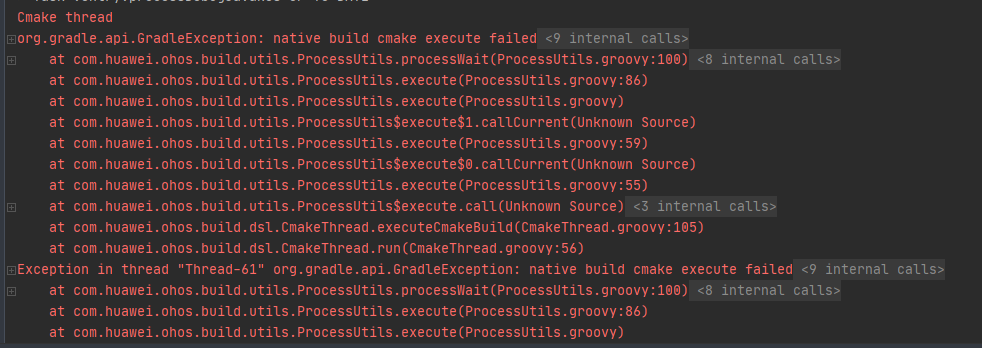 Cmake thread
org.gradle.api.GradleException: native build cmake execute failed <9 internal calls>
at com.huawei.ohos.build.utils.ProcessUtils.processWait(ProcessUtils.groovy:100) <8 internal calls>
at com.huawei.ohos.build.utils.ProcessUtils.execute(ProcessUtils.groovy:86)
at com.huawei.ohos.build.utils.ProcessUtils.execute(ProcessUtils.groovy)
at com.huawei.ohos.build.utils.ProcessUtils$execute$1.callCurrent(Unknown Source)
at com.huawei.ohos.build.utils.ProcessUtils.execute(ProcessUtils.groovy:59)
at com.huawei.ohos.build.utils.ProcessUtils$execute$0.callCurrent(Unknown Source)
at com.huawei.ohos.build.utils.ProcessUtils.execute(ProcessUtils.groovy:55)
at com.huawei.ohos.build.utils.ProcessUtils$execute.call(Unknown Source) <3 internal calls>
at com.huawei.ohos.build.dsl.CmakeThread.executeCmakeBuild(CmakeThread.groovy:105)
at com.huawei.ohos.build.dsl.CmakeThread.run(CmakeThread.groovy:56)
Exception in thread "Thread-61" org.gradle.api.GradleException: native build cmake execute failed <9 internal calls>
at com.huawei.ohos.build.utils.ProcessUtils.processWait(ProcessUtils.groovy:100) <8 internal calls>
at com.huawei.ohos.build.utils.ProcessUtils.execute(ProcessUtils.groovy:86)
at com.huawei.ohos.build.utils.ProcessUtils.execute(ProcessUtils.groovy)